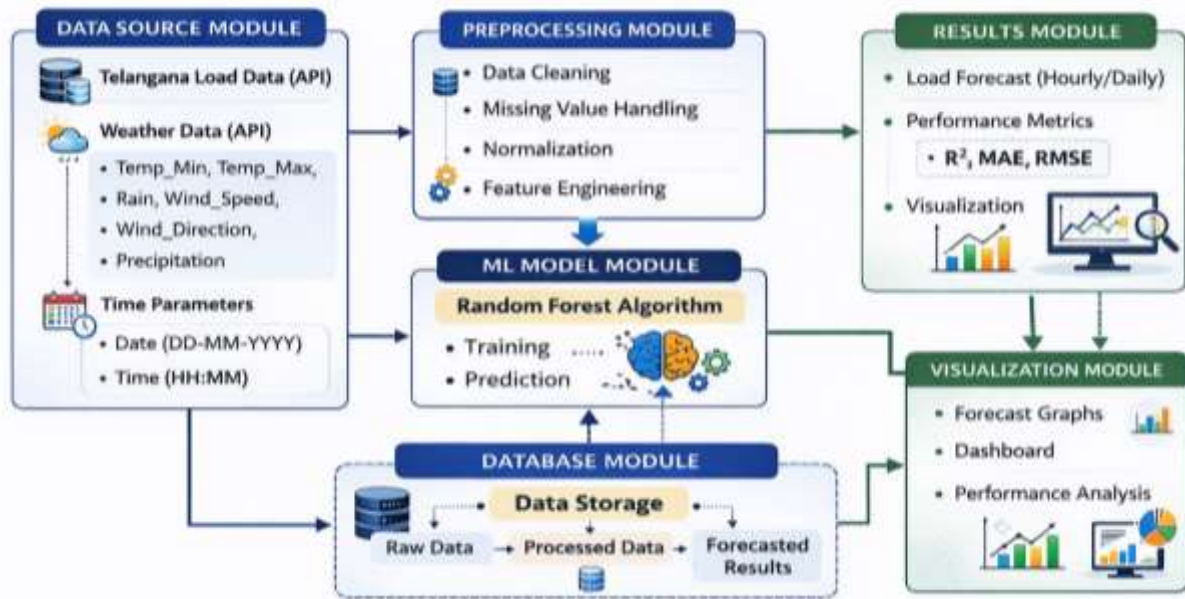 DATA SOURCE MODULE
Telangana Load Data (API)
Weather Data (API)
• Temp_Min, Temp_Max,
• Rain, Wind_Speed,
• Wind_Direction,
• Precipitation
Time Parameters
• Date (DD-MM-YYYY)
• Time (HH:MM)
PREPROCESSING MODULE
• Data Cleaning
• Missing Value Handling
• Normalization
• Feature Engineering
ML MODEL MODULE
Random Forest Algorithm
• Training
• Prediction
DATABASE MODULE
Data Storage
Raw Data
Processed Data
Forecasted
Results
RESULTS MODULE
• Load Forecast (Hourly/Daily)
• Performance Metrics
• R², MAE, RMSE
• Visualization
VISUALIZATION MODULE
• Forecast Graphs
• Dashboard
• Performance Analysis